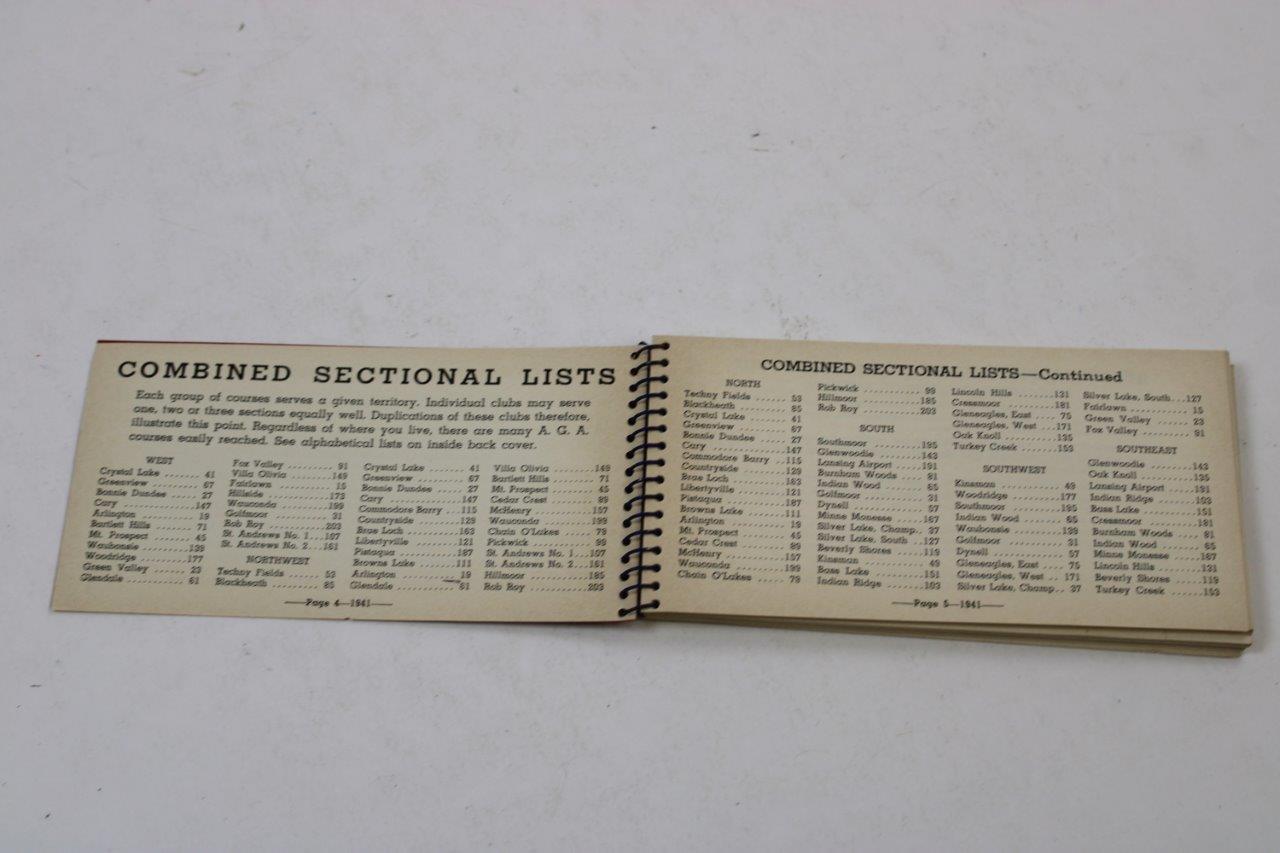 COMBINED SECTIONAL LISTS
Each group of courses serves a given territory. Individual clubs may serve
one, two or three sections equally well. Duplications of these clubs therefore,
illustrate this point. Regardless of where you live, there are many A. G. A.
courses easily reached. See alphabetical lists on inside back cover.
WEST
Crystal Lake ...... 41
Greenview ........ 67
Bonnie Dundee .... 27
Cary ..............147
Arlington ......... 19
Bartlett Hills ...... 71
Mt. Prospect ...... 45
Waubonsie ........139
Woodridge ........177
Green Valley ..... 23
Glendale .......... 61
Fox Valley ........ 91
Villa Olivia ........149
Fairlawn .......... 15
Hillside ...........173
Wauconda ........199
Golfmoor ......... 31
Rob Roy ..........203
St. Andrews No. 1...107
St. Andrews No. 2...161
NORTHWEST
Techny Fields ..... 53
Blackheath ........ 85
Crystal Lake ...... 41
Greenview ........ 67
Bonnie Dundee .... 27
Cary ..............147
Commodore Barry ...115
Countryside .......129
Brae Loch .........163
Libertyville ........121
Pistaqua ..........187
Browns Lake ......111
Arlington ......... 19
Glendale .......... 61
Villa Olivia ........149
Bartlett Hills ...... 71
Mt. Prospect ...... 45
Cedar Crest ....... 89
McHenry ..........157
Wauconda ........199
Chain O'Lakes .... 79
Pickwick .......... 99
St. Andrews No. 1...107
St. Andrews No. 2...161
Hillmoor ..........185
Rob Roy ..........203
Page 4—1941
COMBINED SECTIONAL LISTS—Continued
NORTH
Techny Fields ...... 53
Blackheath ......... 85
Crystal Lake ....... 41
Greenview ......... 67
Bonnie Dundee ..... 27
Cary ...............147
Commodore Barry ..115
Countryside ........129
Brae Loch ..........163
Libertyville .........121
Pistaqua ...........187
Browns Lake .......111
Arlington .......... 19
Mt. Prospect ....... 45
Cedar Crest ........ 89
McHenry ...........157
Wauconda .........199
Chain O'Lakes ..... 79
Pickwick ........... 99
Hillmoor ...........185
Rob Roy ...........203
SOUTH
Southmoor .........195
Glenwoodie ........143
Lansing Airport .....191
Burnham Woods ... 81
Indian Wood ....... 65
Golfmoor .......... 31
Dynell ............. 57
Minne Monesse ....167
Silver Lake, Champ.. 37
Silver Lake, South ..127
Beverly Shores .....119
Kinsman ........... 49
Bass Lake ..........151
Indian Ridge .......103
Lincoln Hills ........131
Cressmoor .........181
Gleneagles, East .... 75
Gleneagles, West ...171
Oak Knoll ..........135
Turkey Creek .......153
SOUTHWEST
Kinsman ........... 49
Woodridge .........177
Southmoor .........195
Indian Wood ....... 65
Waubonsie .........139
Golfmoor .......... 31
Dynell ............. 57
Gleneagles, East .... 75
Gleneagles, West .. 171
Silver Lake, Champ.. 37
Silver Lake, South...127
Fairlawn ........... 15
Green Valley ....... 23
Fox Valley ......... 91
SOUTHEAST
Glenwoodie ........143
Oak Knoll ..........135
Lansing Airport .....191
Indian Ridge .......103
Bass Lake ..........151
Cressmoor .........181
Burnham Woods ... 81
Indian Wood ....... 65
Minne Monesse ....167
Lincoln Hills ........131
Beverly Shores .....119
Turkey Creek ......153
Page 5—1941